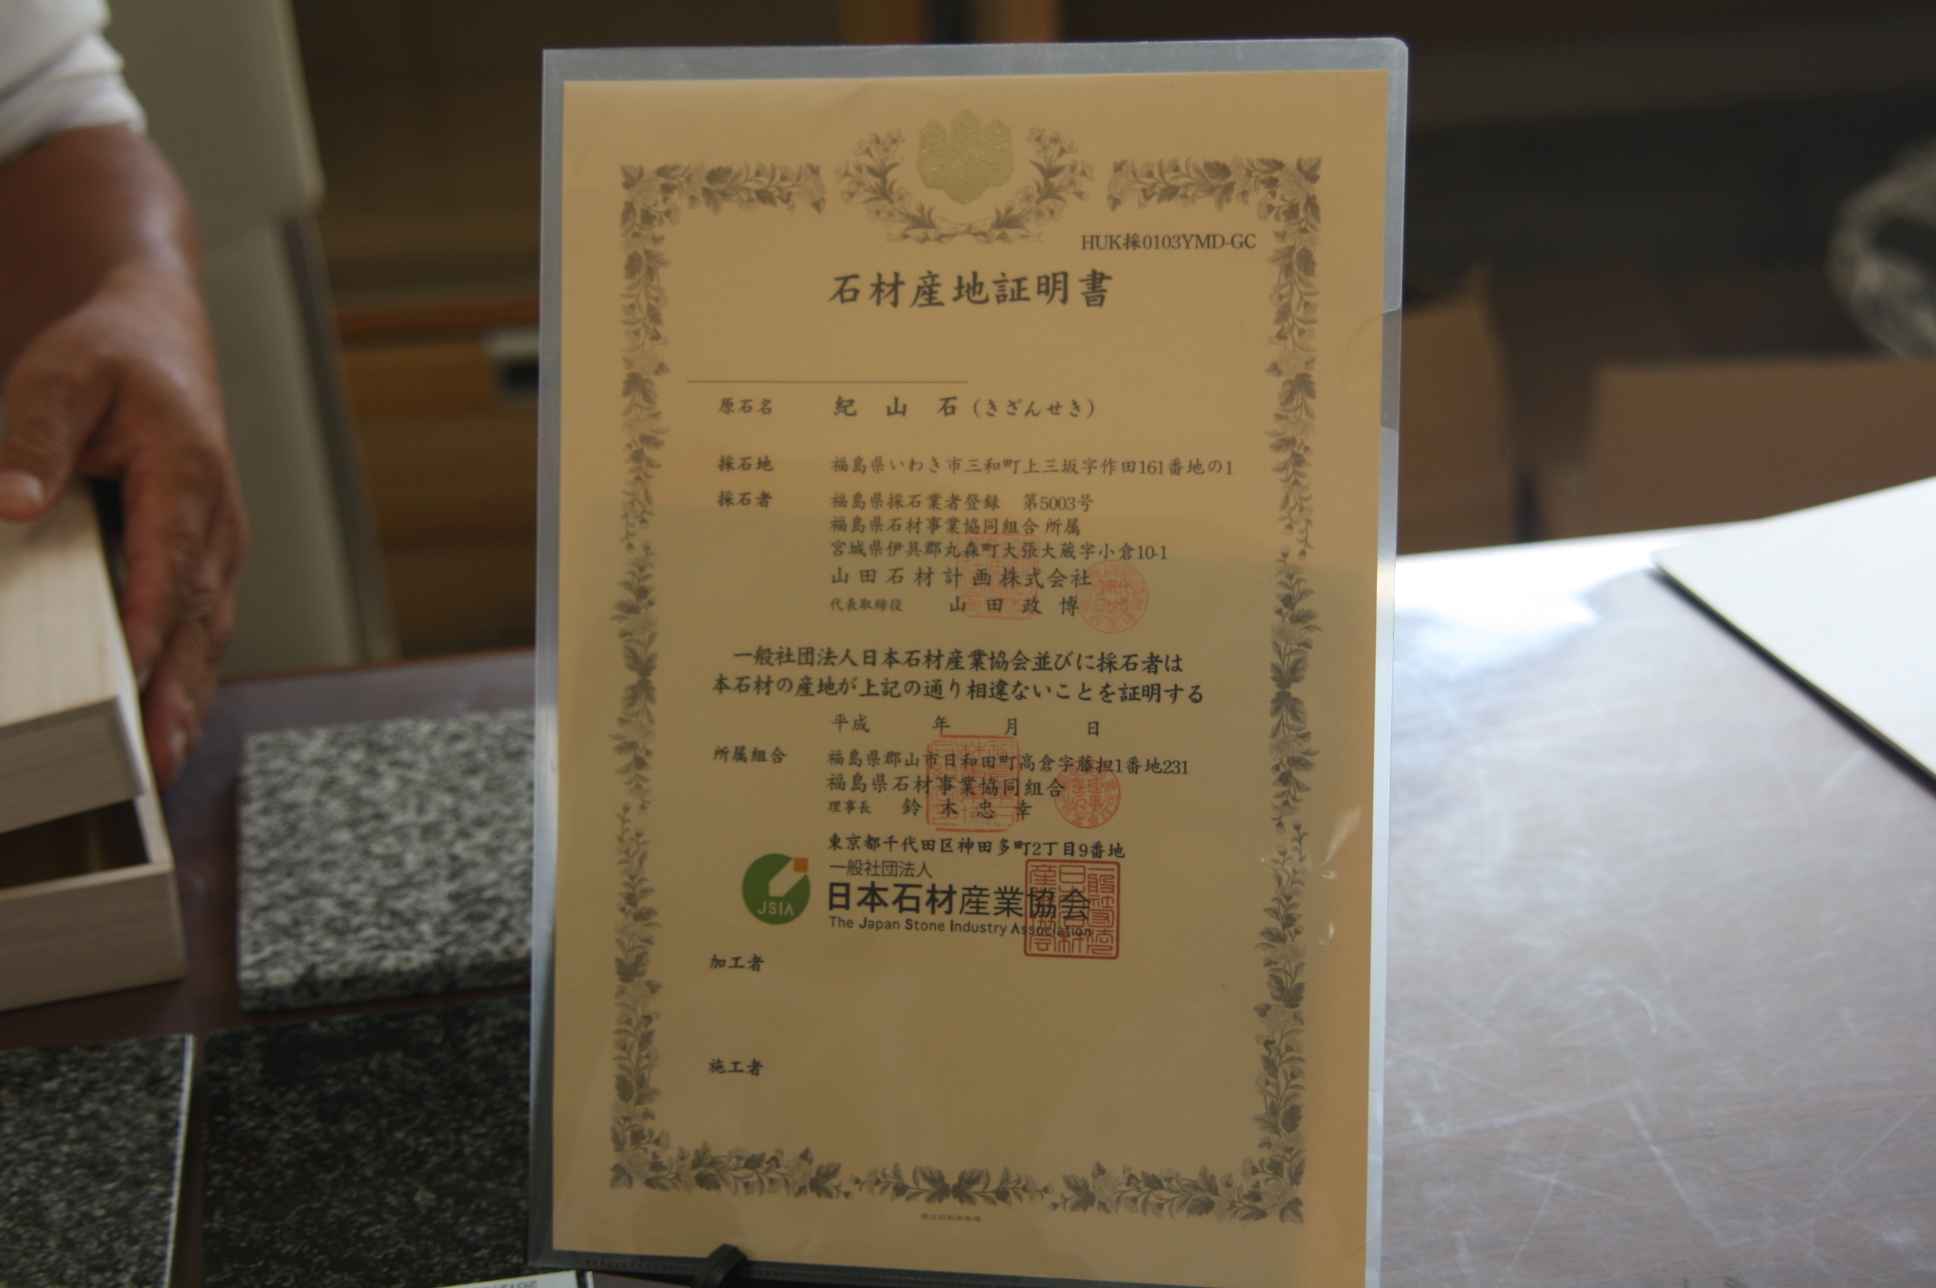 HUK採0103YMD-GC
石材産地証明書
原石名 紀山石(きざんせき)
採石地 福島県いわき市三和町上三坂字作田161番地の1
採石者 福島県採石業者登録 第5003号
福島県石材事業協同組合 所属
宮城県伊具郡丸森町大張大蔵字小倉10-1
山田石材計画株式会社
代表取締役 山田政博
一般社団法人日本石材産業協会並びに採石者は
本石材の産地が上記の通り相違ないことを証明する
平成 年 月 日
所属組合 福島県郡山市日和田町高倉字藤担1番地231
福島県石材事業協同組合
理事長 鈴木忠幸
東京都千代田区神田多町2丁目9番地
JSIA
一般社団法人
日本石材産業協会
The Japan Stone Industry Association
加工者
施工者